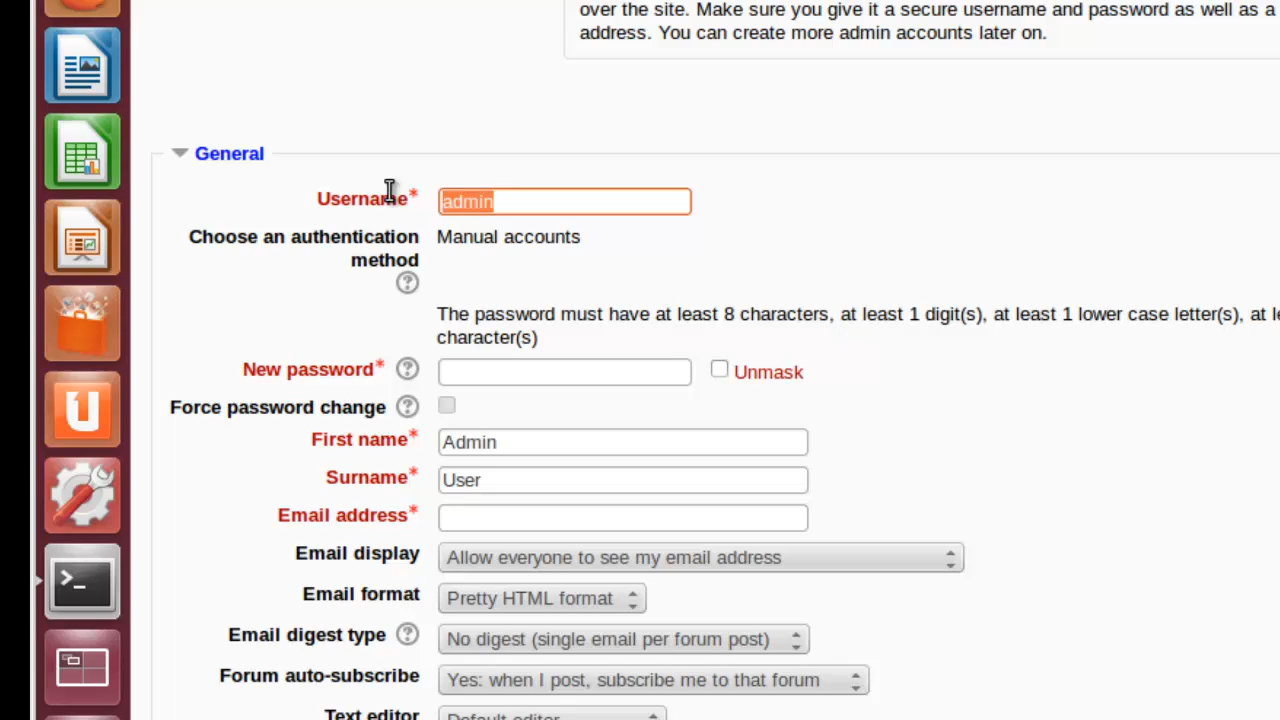 over the site. Make sure you give it a secure username and password as well as a
address. You can create more admin accounts later on.
General
Username* admin
Choose an authentication Manual accounts
method
The password must have at least 8 characters, at least 1 digit(s), at least 1 lower case letter(s), at
character(s)
New password* Unmask
Force password change
First name* Admin
Surname* User
Email address*
Email display Allow everyone to see my email address
Email format Pretty HTML format
Email digest type No digest (single email per forum post)
Forum auto-subscribe Yes: when I post, subscribe me to that forum
Text editor Default editor